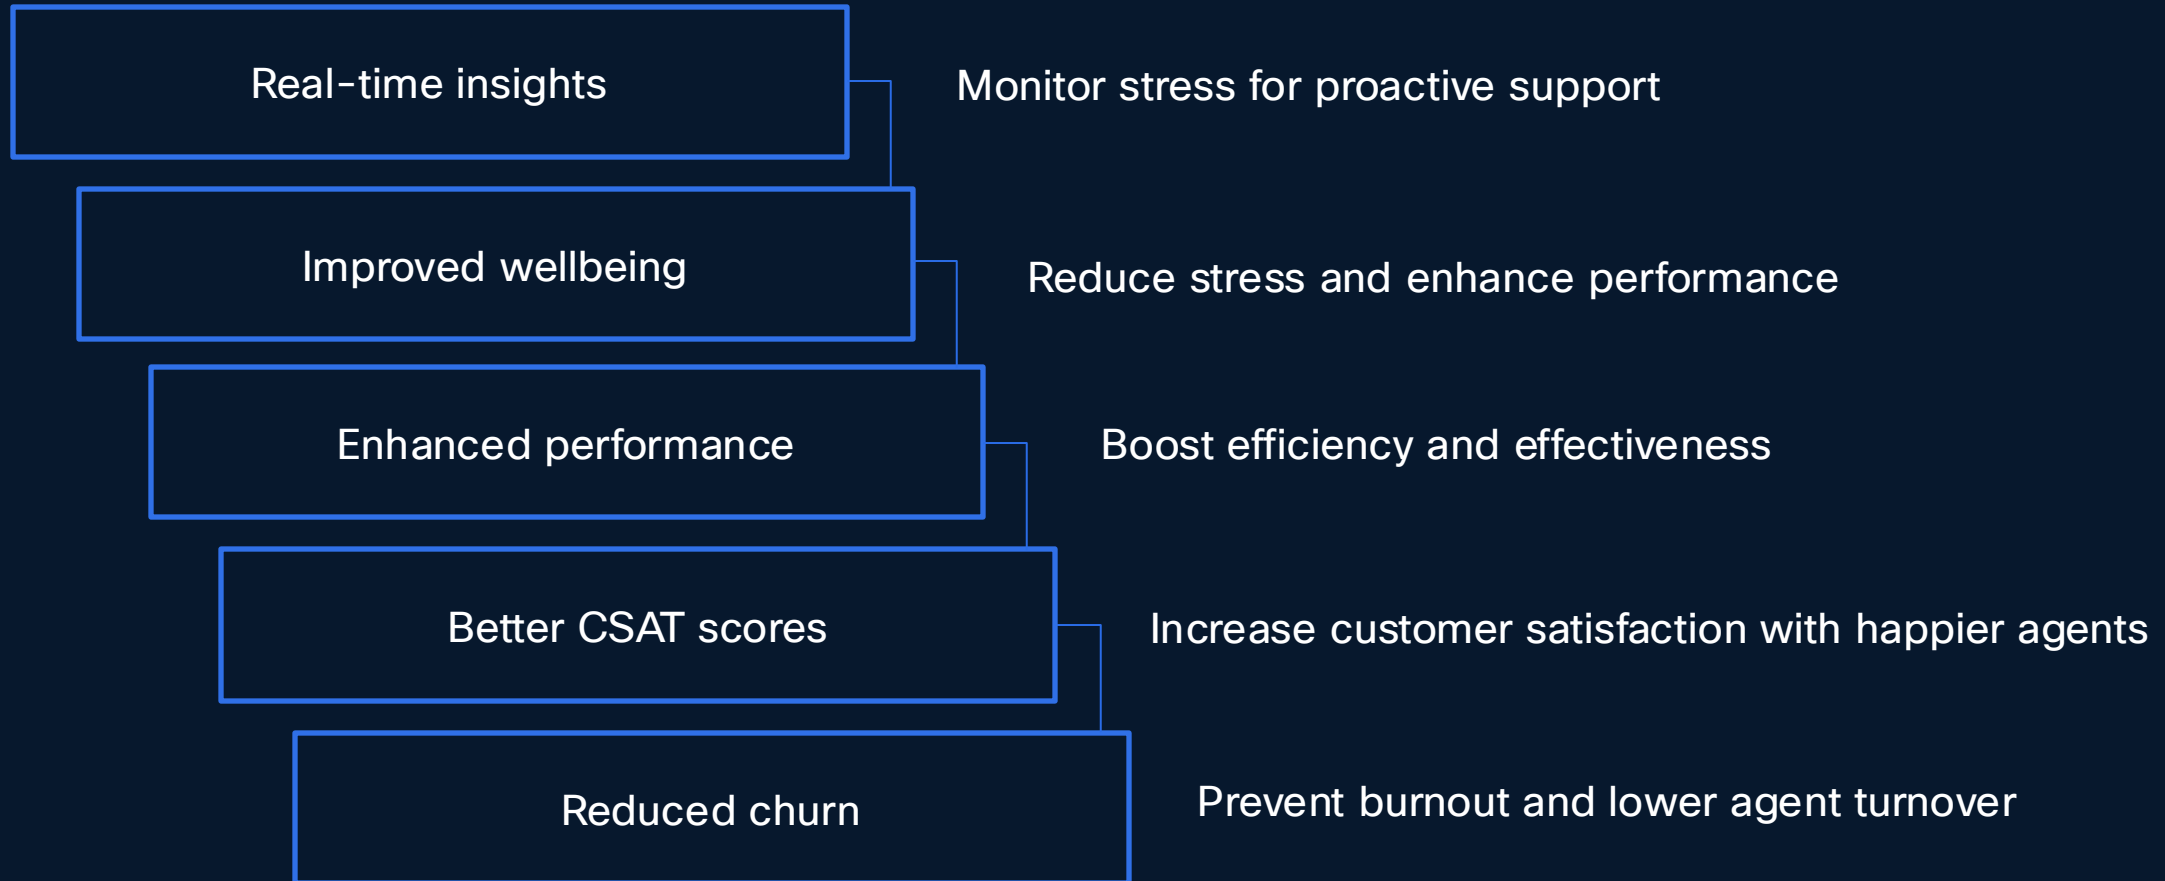 Real-time insights
Monitor stress for proactive support
Improved wellbeing
Reduce stress and enhance performance
Enhanced performance
Boost efficiency and effectiveness
Better CSAT scores
Increase customer satisfaction with happier agents
Reduced churn
Prevent burnout and lower agent turnover